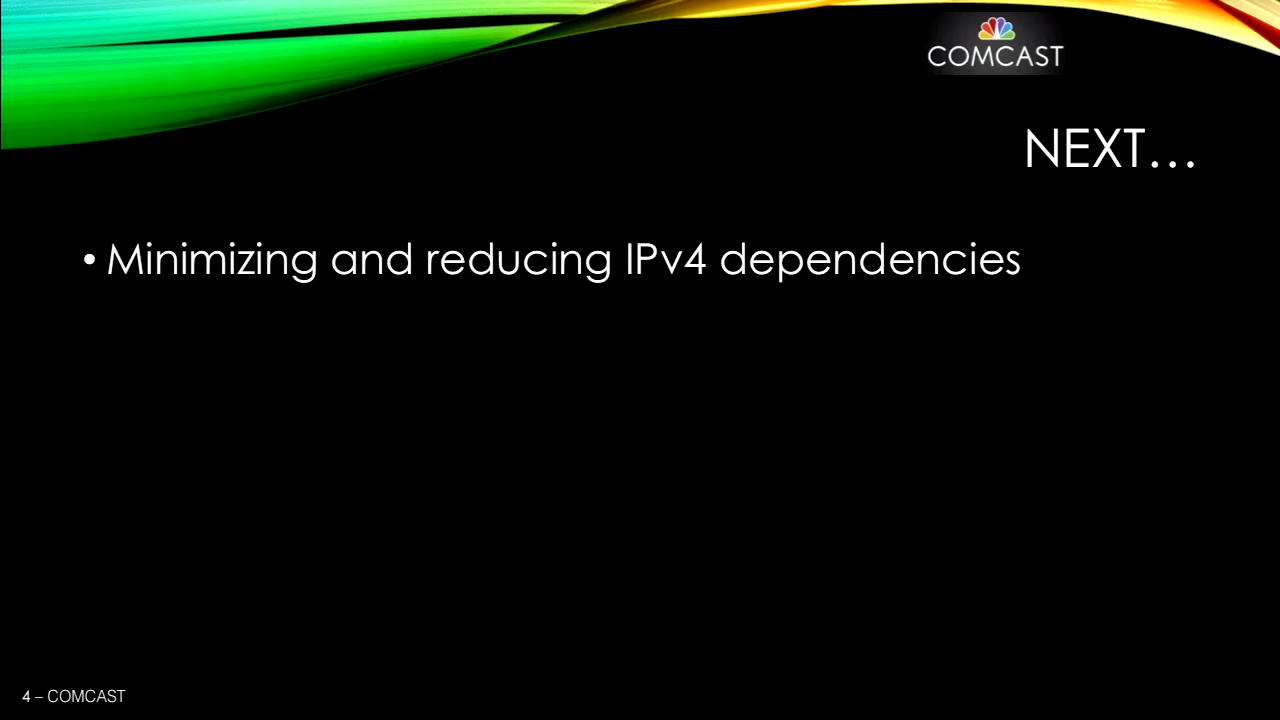 COMCAST
NEXT…
• Minimizing and reducing IPv4 dependencies
4 – COMCAST